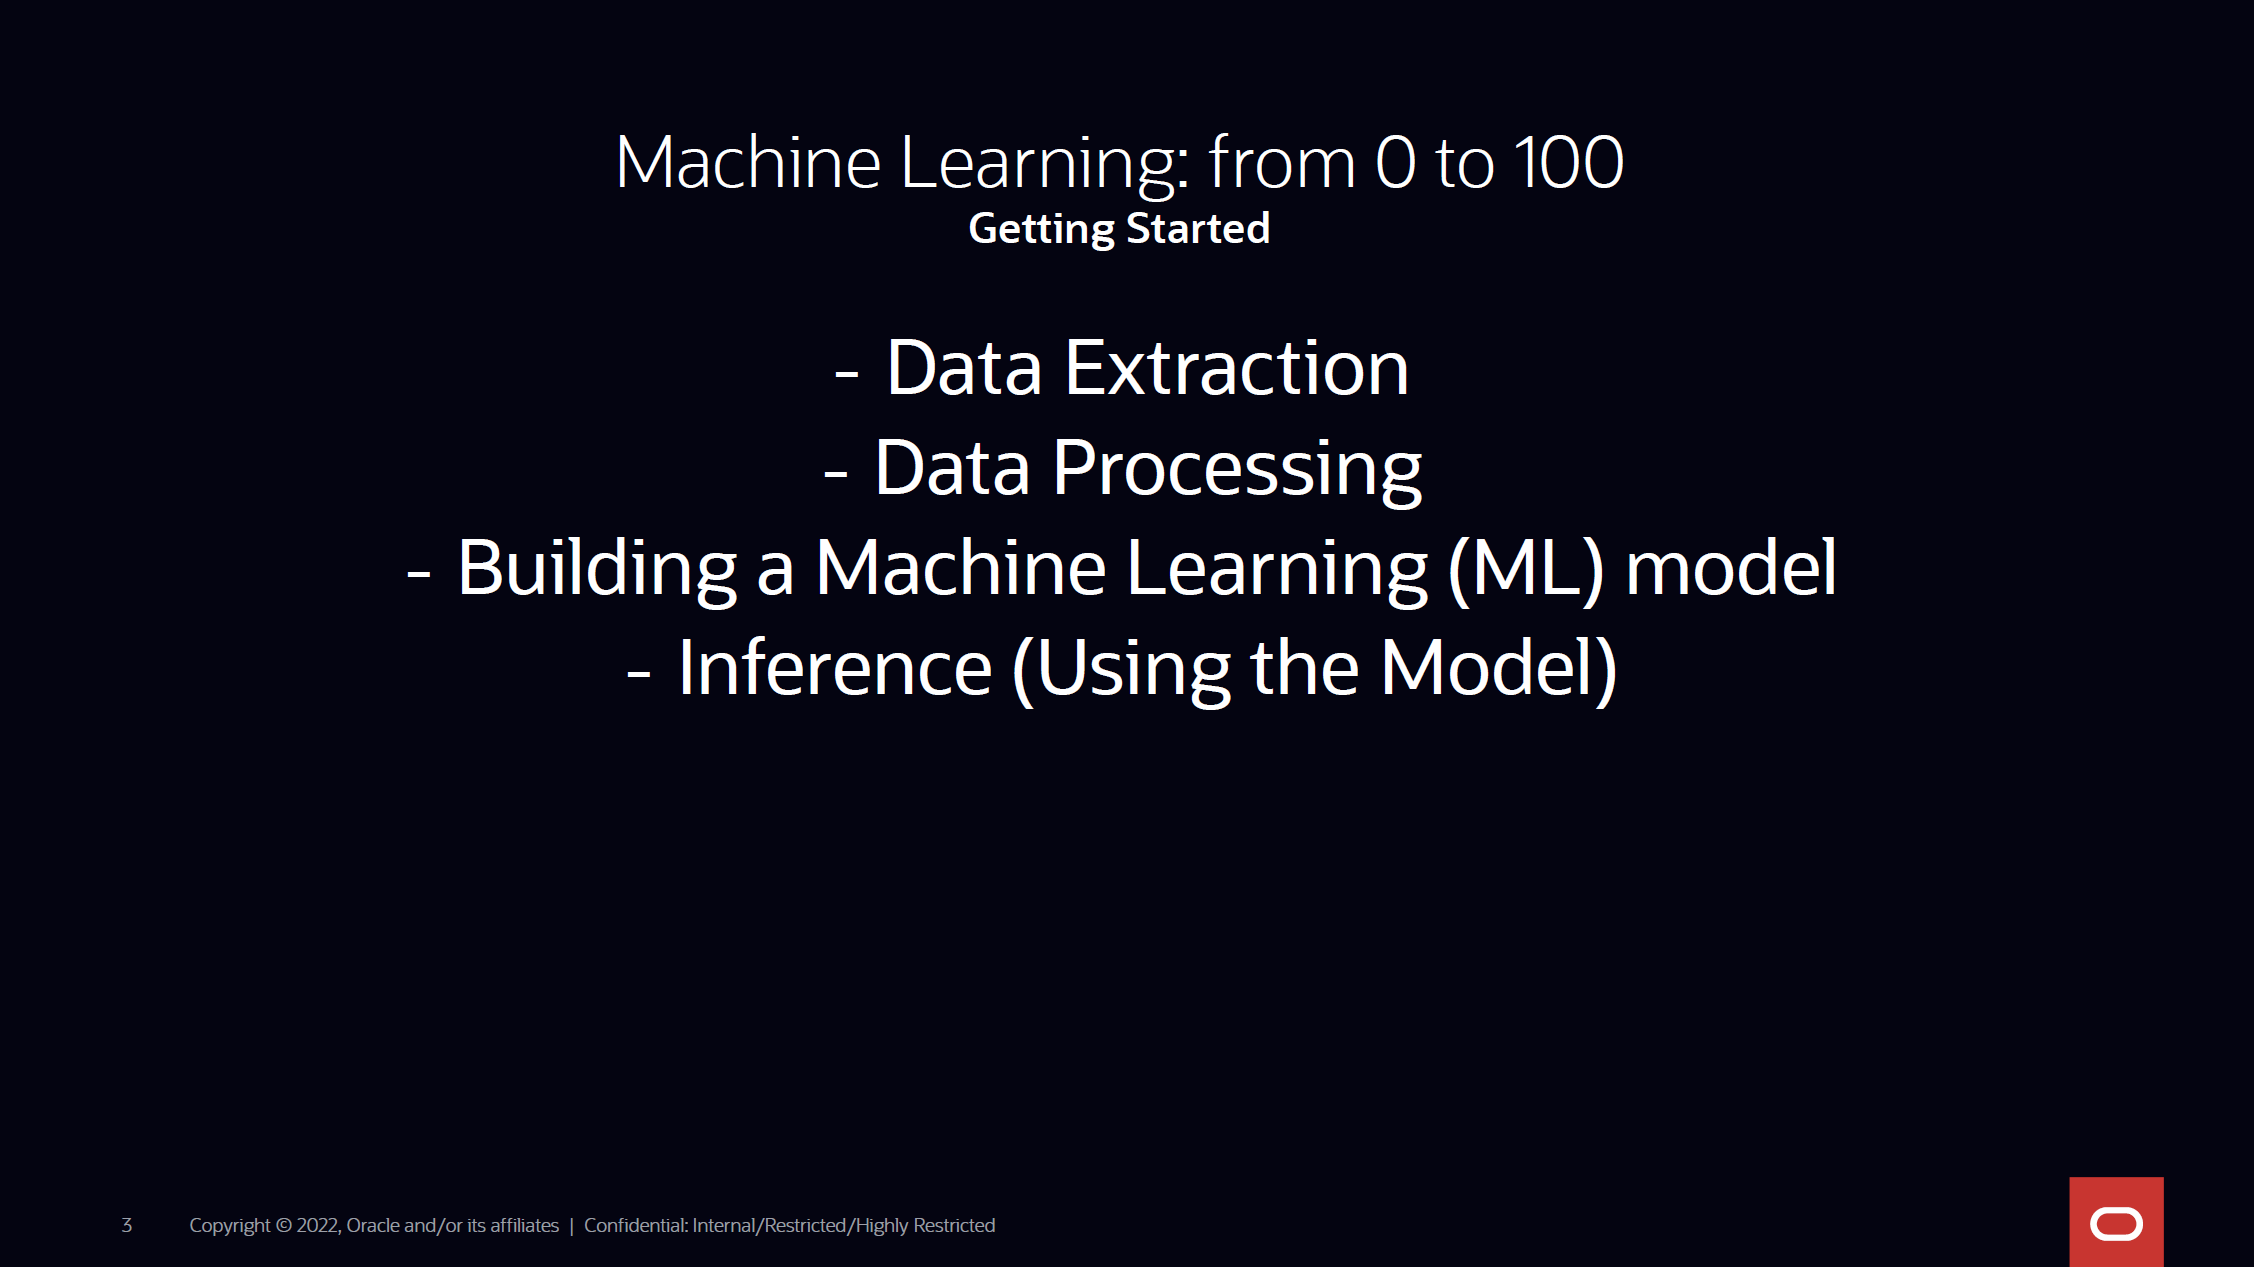 Machine Learning: from 0 to 100
Getting Started
- Data Extraction
- Data Processing
- Building a Machine Learning (ML) model
- Inference (Using the Model)
3 Copyright © 2022, Oracle and/or its affiliates | Confidential: Internal/Restricted/Highly Restricted